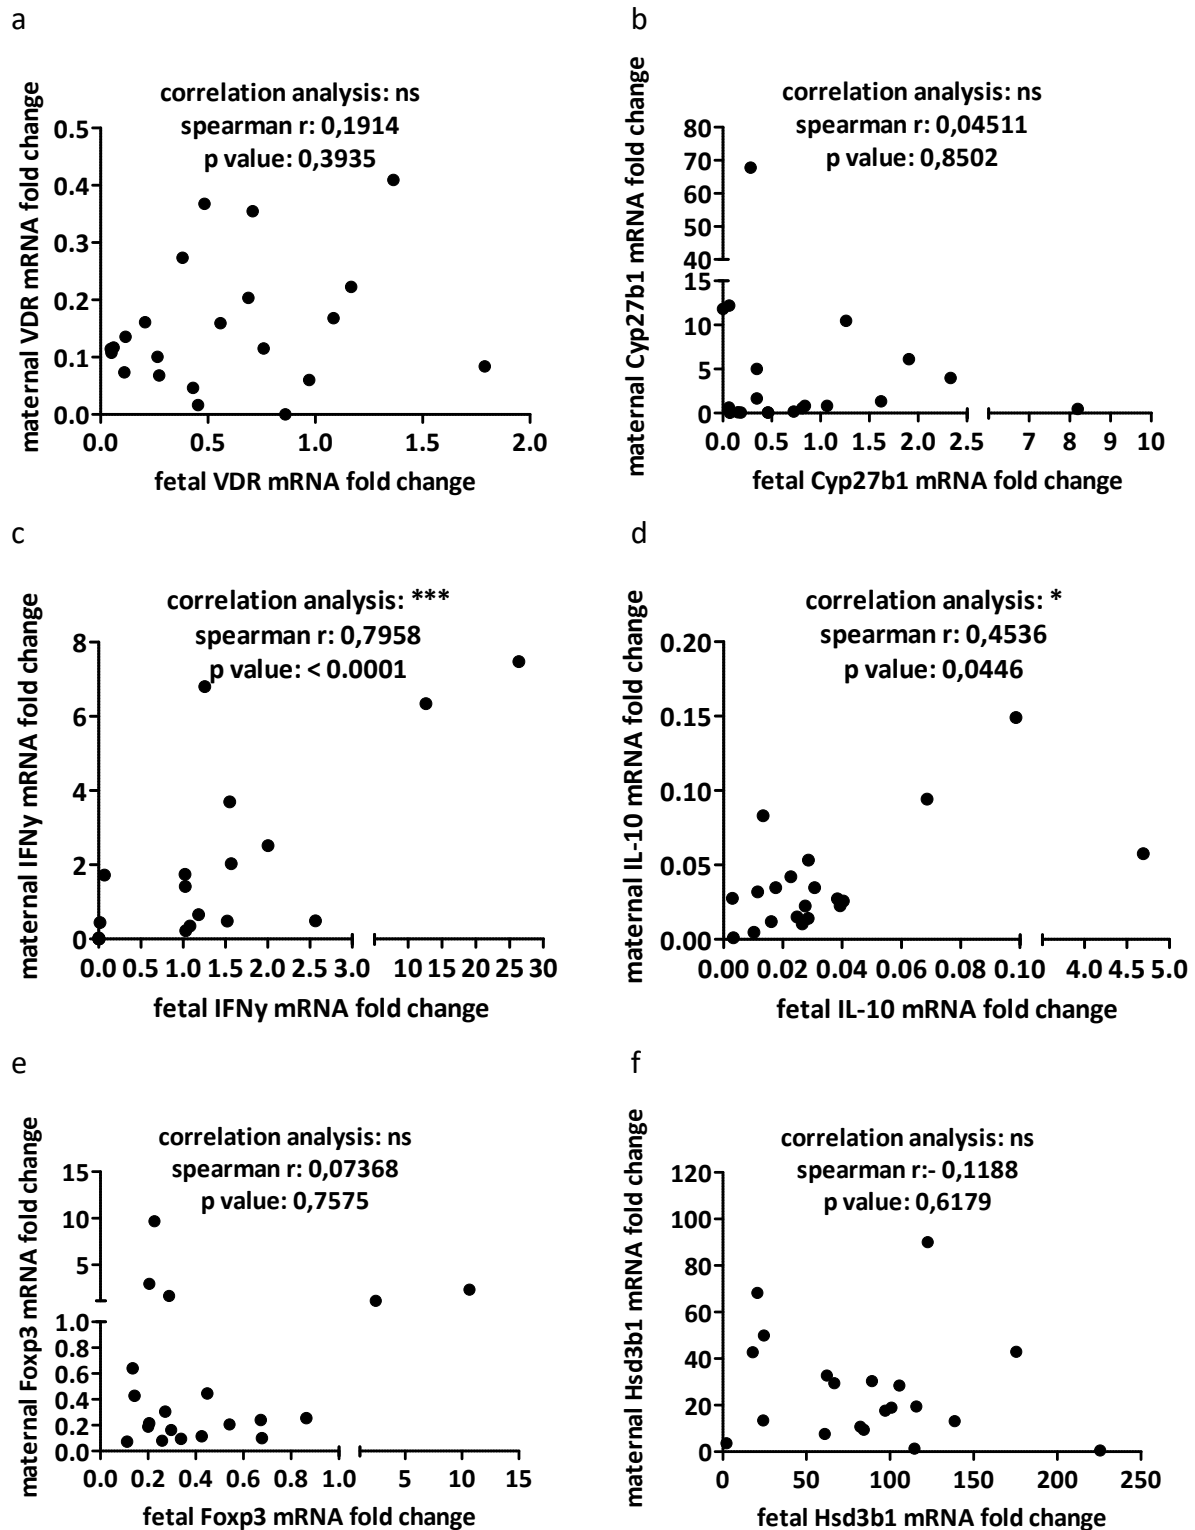 a
correlation analysis: ns
spearman r: 0,1914
p value: 0,3935
maternal VDR mRNA fold change
0.5
0.4
0.3
0.2
0.1
0.0
0.0 0.5 1.0 1.5 2.0
fetal VDR mRNA fold change
b
correlation analysis: ns
spearman r: 0,04511
p value: 0,8502
maternal Cyp27b1 mRNA fold change
80
70
60
50
40
15
10
5
0
0.0 0.5 1.0 1.5 2.0 2.5 7 8 9 10
fetal Cyp27b1 mRNA fold change
c
correlation analysis: ***
spearman r: 0,7958
p value: < 0.0001
maternal IFNy mRNA fold change
8
6
4
2
0
0.0 0.5 1.0 1.5 2.0 2.5 3.0 10 15 20 25 30
fetal IFNy mRNA fold change
d
correlation analysis: *
spearman r: 0,4536
p value: 0,0446
maternal IL-10 mRNA fold change
0.20
0.15
0.10
0.05
0.00
0.00 0.02 0.04 0.06 0.08 0.10 4.0 4.5 5.0
fetal IL-10 mRNA fold change
e
correlation analysis: ns
spearman r: 0,07368
p value: 0,7575
maternal Foxp3 mRNA fold change
15
10
5
1.0
0.8
0.6
0.4
0.2
0.0
0.0 0.2 0.4 0.6 0.8 1.0 5 10 15
fetal Foxp3 mRNA fold change
f
correlation analysis: ns
spearman r:- 0,1188
p value: 0,6179
maternal Hsd3b1 mRNA fold change
120
100
80
60
40
20
0
0 50 100 150 200 250
fetal Hsd3b1 mRNA fold change